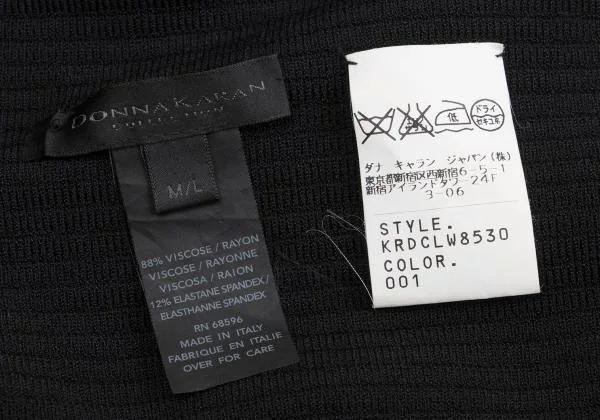 DONNAKARAN
COLLECTION
M/L
88% VISCOSE / RAYON
VISCOSE / RAYONNE
VISCOSA / RAION
12% ELASTANE SPANDEX /
ELASTHANNE SPANDEX/
RN 68596
MADE IN ITALY
FABRIQUE EN ITALIE
OVER FOR CARE
低
ドライ
セキユ系
ダナ キャラン ジャパン(株)
東京都新宿区西新宿6-5-1
新宿アイランドタワー24F
3-06
STYLE.
KRDCLW8530
COLOR.
001